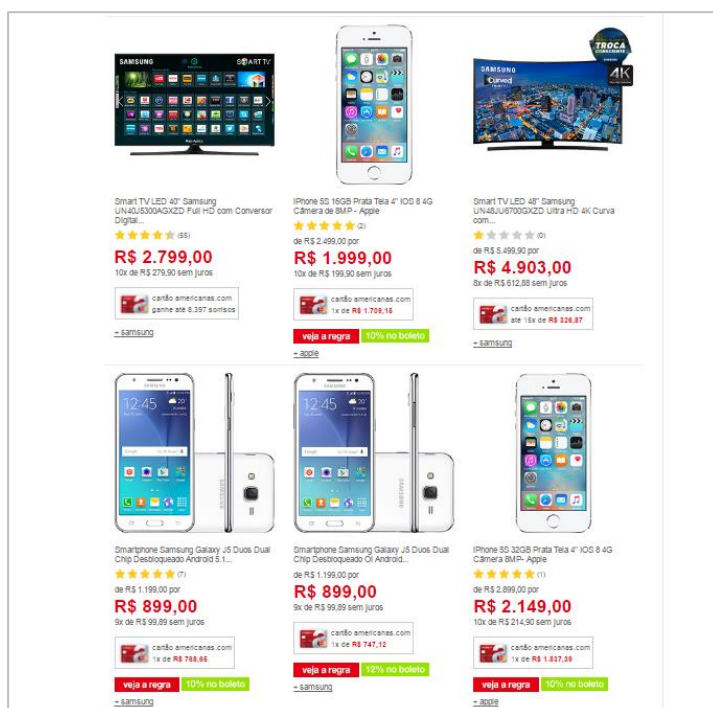 SAMSUNG
SMART TV
TROCA
SAMSUNG
Curved
4K
Smart TV LED 40" Samsung
UN40J5300AGXZD Full HD com Conversor
Digital...
(55)
R$ 2.799,00
10x de R$ 279,90 sem juros
cartão americanas.com
ganhe até 8.397 sorrisos
+ samsung
iPhone 5S 16GB Prata Tela 4" IOS 8 4G
Câmera de 8MP - Apple
(2)
de R$ 2.499,00 por
R$ 1.999,00
10x de R$ 199,90 sem juros
cartão americanas.com
1x de R$ 1.709,15
veja a regra 10% no boleto
+ apple
Smart TV LED 48" Samsung
UN48JU6700GXZD Ultra HD 4K Curva
com...
(0)
de R$ 5.499,90 por
R$ 4.903,00
8x de R$ 612,88 sem juros
cartão americanas.com
até 15x de R$ 326,87
+ samsung
12:45
SAMSUNG
12:45
SAMSUNG
Smartphone Samsung Galaxy J5 Duos Dual
Chip Desbloqueado Android 5.1...
(7)
de R$ 1.199,00 por
R$ 899,00
9x de R$ 99,89 sem juros
cartão americanas.com
1x de R$ 768,65
veja a regra 10% no boleto
+ samsung
Smartphone Samsung Galaxy J5 Duos Dual
Chip Desbloqueado Oi Android...
de R$ 1.199,00 por
R$ 899,00
9x de R$ 99,89 sem juros
cartão americanas.com
1x de R$ 747,12
veja a regra 12% no boleto
+ samsung
iPhone 5S 32GB Prata Tela 4" IOS 8 4G
Câmera 8MP- Apple
(1)
de R$ 2.899,00 por
R$ 2.149,00
10x de R$ 214,90 sem juros
cartão americanas.com
1x de R$ 1.837,39
veja a regra 10% no boleto
+ apple